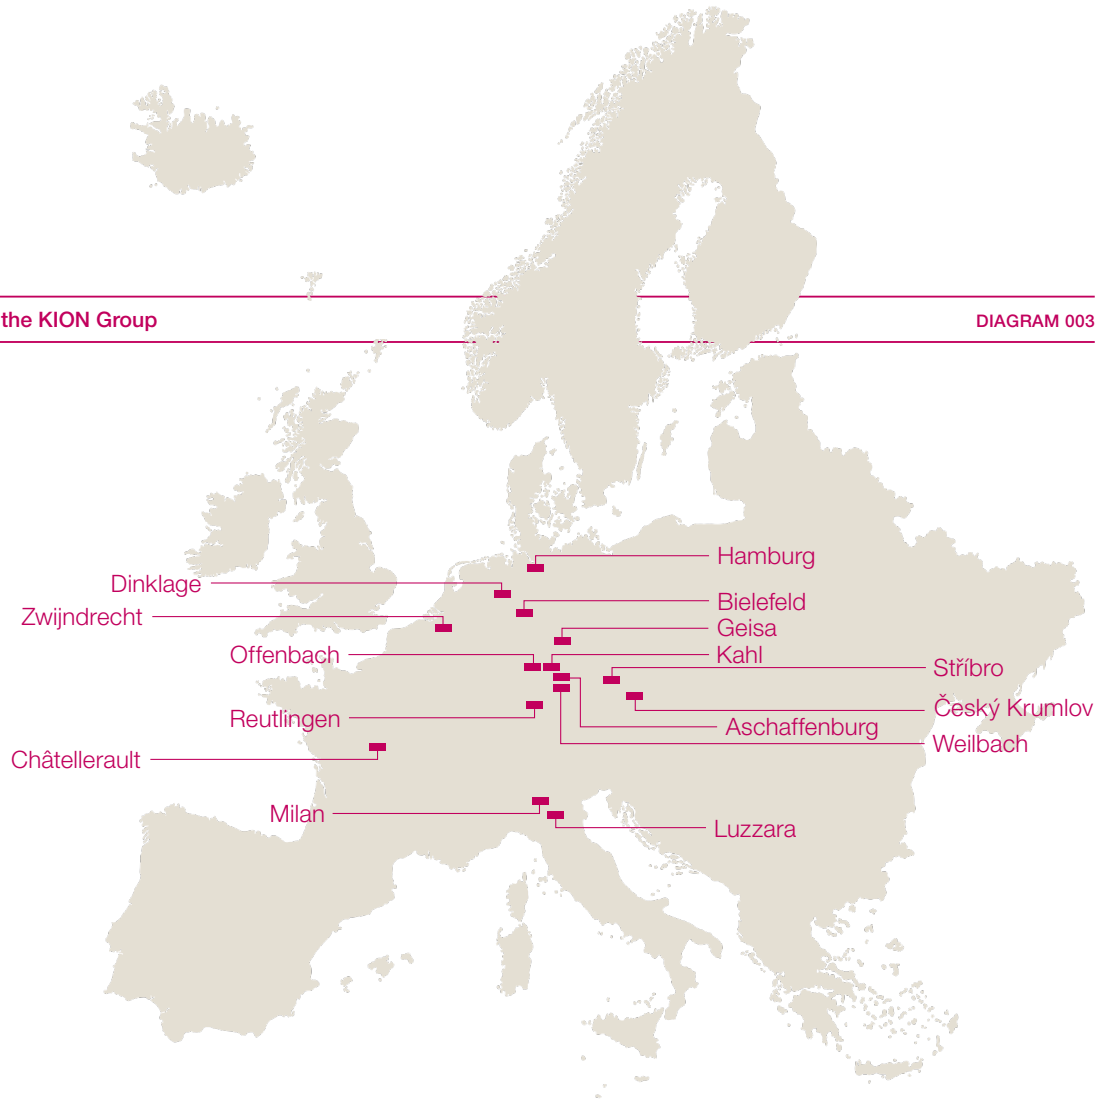 the KION Group
DIAGRAM 003
Hamburg
Dinklage
Bielefeld
Zwijndrecht
Geisa
Offenbach
Kahl
Stříbro
Český Krumlov
Reutlingen
Aschaffenburg
Weilbach
Châtellerault
Milan
Luzzara